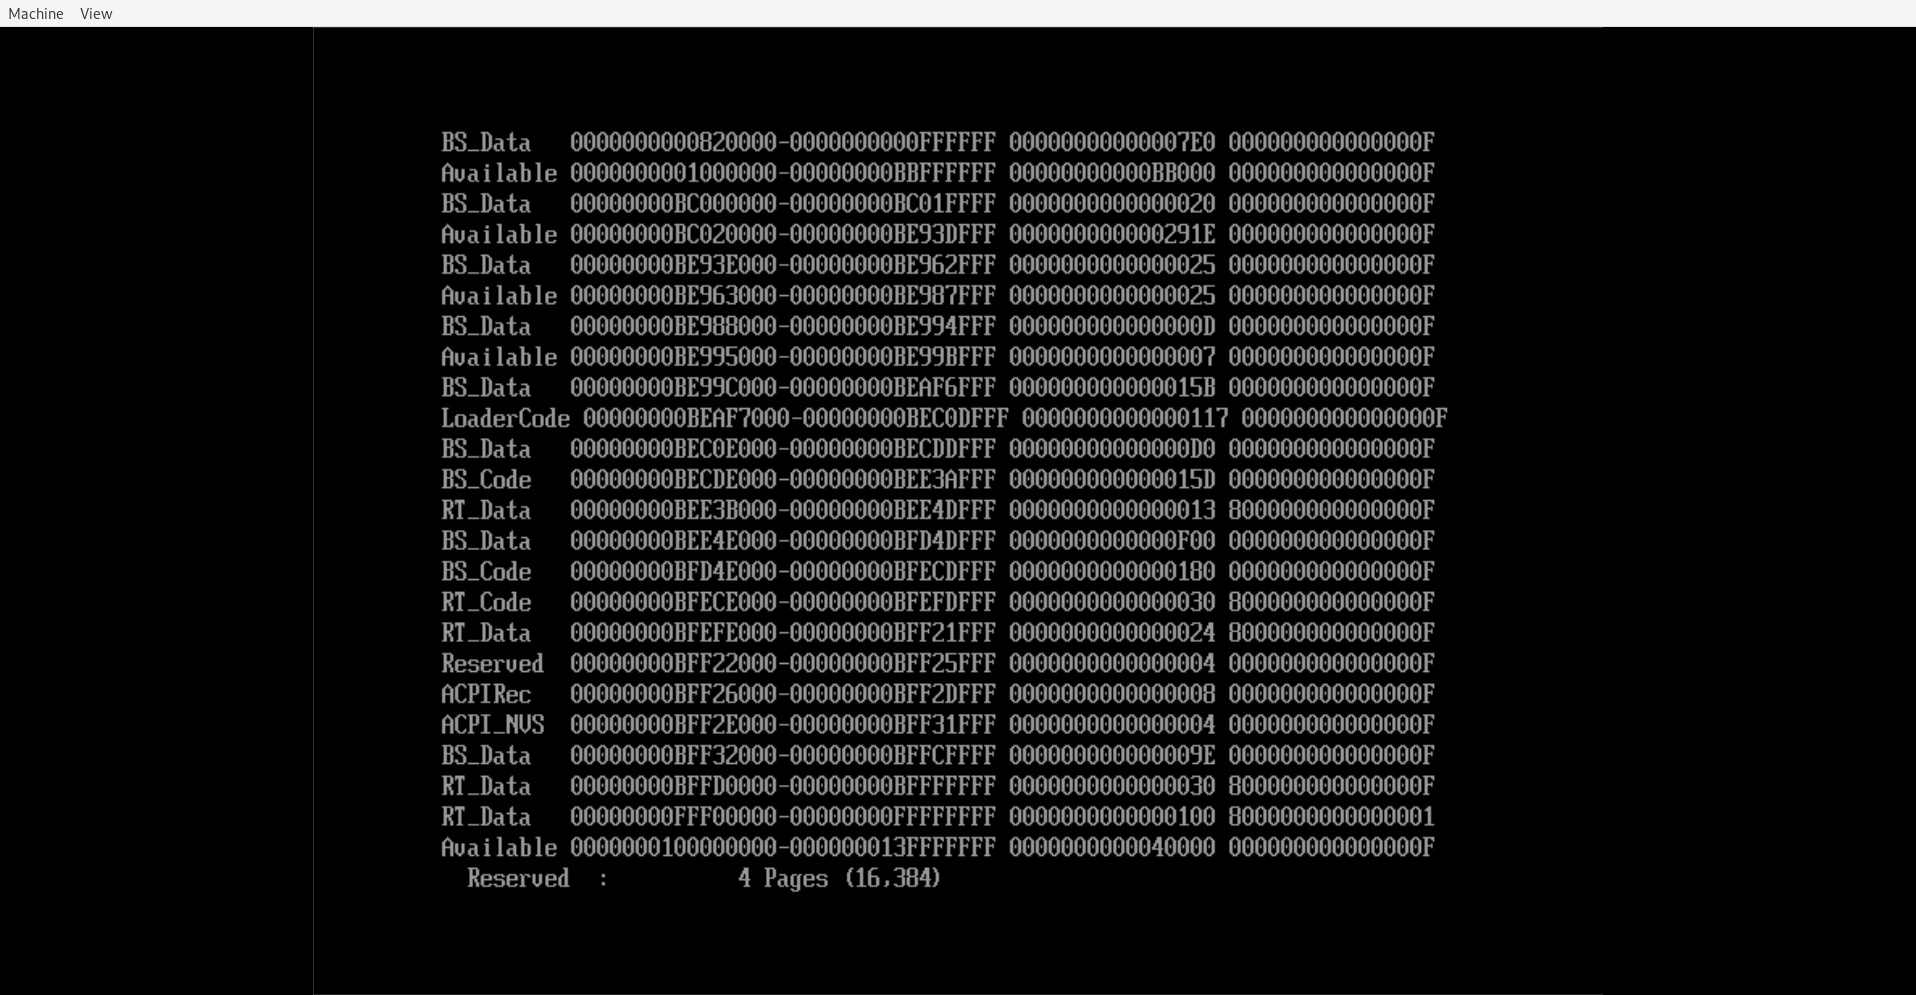 Machine View
BS_Data   0000000000820000-0000000000FFFFFF 00000000000007E0 000000000000000F
Available 0000000001000000-00000000BBFFFFFF 00000000000BB000 000000000000000F
BS_Data   00000000BC000000-00000000BC01FFFF 0000000000000020 000000000000000F
Available 00000000BC020000-00000000BE93DFFF 000000000000291E 000000000000000F
BS_Data   00000000BE93E000-00000000BE962FFF 0000000000000025 000000000000000F
Available 00000000BE963000-00000000BE987FFF 0000000000000025 000000000000000F
BS_Data   00000000BE988000-00000000BE994FFF 000000000000000D 000000000000000F
Available 00000000BE995000-00000000BE99BFFF 0000000000000007 000000000000000F
BS_Data   00000000BE99C000-00000000BEAF6FFF 000000000000015B 000000000000000F
LoaderCode 00000000BEAF7000-00000000BEC0DFFF 0000000000000117 000000000000000F
BS_Data   00000000BEC0E000-00000000BECDDFFF 00000000000000D0 000000000000000F
BS_Code   00000000BECDE000-00000000BEE3AFFF 000000000000015D 000000000000000F
RT_Data   00000000BEE3B000-00000000BEE4DFFF 0000000000000013 800000000000000F
BS_Data   00000000BEE4E000-00000000BFD4DFFF 0000000000000F00 000000000000000F
BS_Code   00000000BFD4E000-00000000BFECDFFF 0000000000000180 000000000000000F
RT_Code   00000000BFECE000-00000000BFEFDFFF 0000000000000030 800000000000000F
RT_Data   00000000BFEFE000-00000000BFF21FFF 0000000000000024 800000000000000F
Reserved  00000000BFF22000-00000000BFF25FFF 0000000000000004 000000000000000F
ACPIRec   00000000BFF26000-00000000BFF2DFFF 0000000000000008 000000000000000F
ACPI_NVS  00000000BFF2E000-00000000BFF31FFF 0000000000000004 000000000000000F
BS_Data   00000000BFF32000-00000000BFFCFFFF 000000000000009E 000000000000000F
RT_Data   00000000BFFD0000-00000000BFFFFFFF 0000000000000030 800000000000000F
RT_Data   00000000FFF00000-00000000FFFFFFFF 0000000000000100 8000000000000001
Available 0000000100000000-000000013FFFFFFF 0000000000040000 000000000000000F
  Reserved  :          4 Pages (16,384)